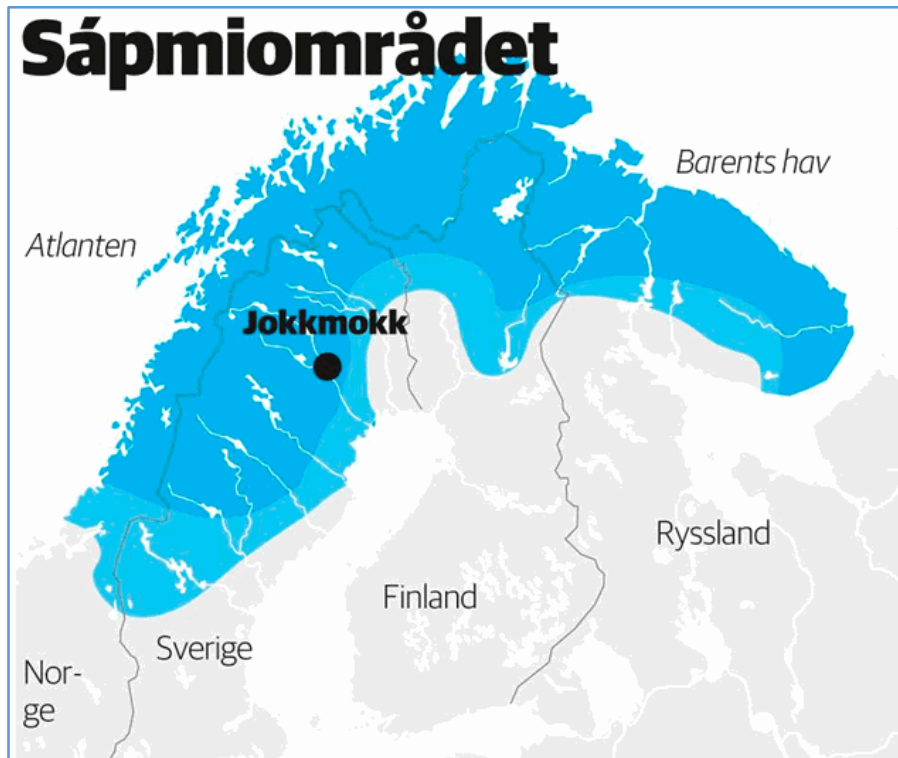 Sápmiområdet
Barents hav
Atlanten
Jokkmokk
Ryssland
Finland
Sverige
Nor-
ge